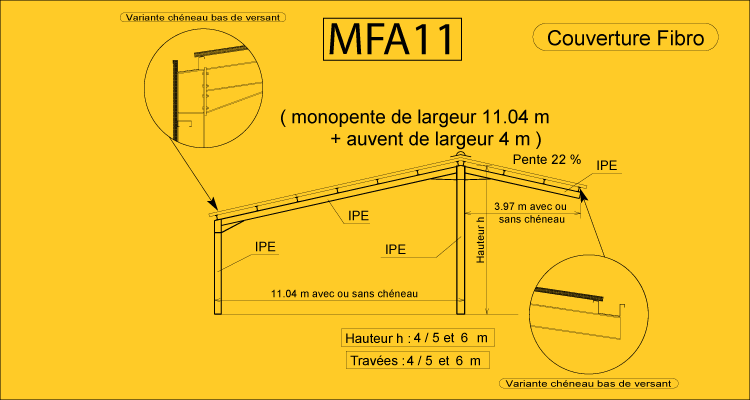 Variante chéneau bas de versant
MFA11
Couverture Fibro
( monopente de largeur 11.04 m
+ auvent de largeur 4 m )
Pente 22 %
IPE
IPE
3.97 m avec ou
sans chéneau
Hauteur h
IPE
IPE
11.04 m avec ou sans chéneau
Hauteur h : 4 / 5 et 6 m
Travées : 4 / 5 et 6 m
Variante chéneau bas de versant